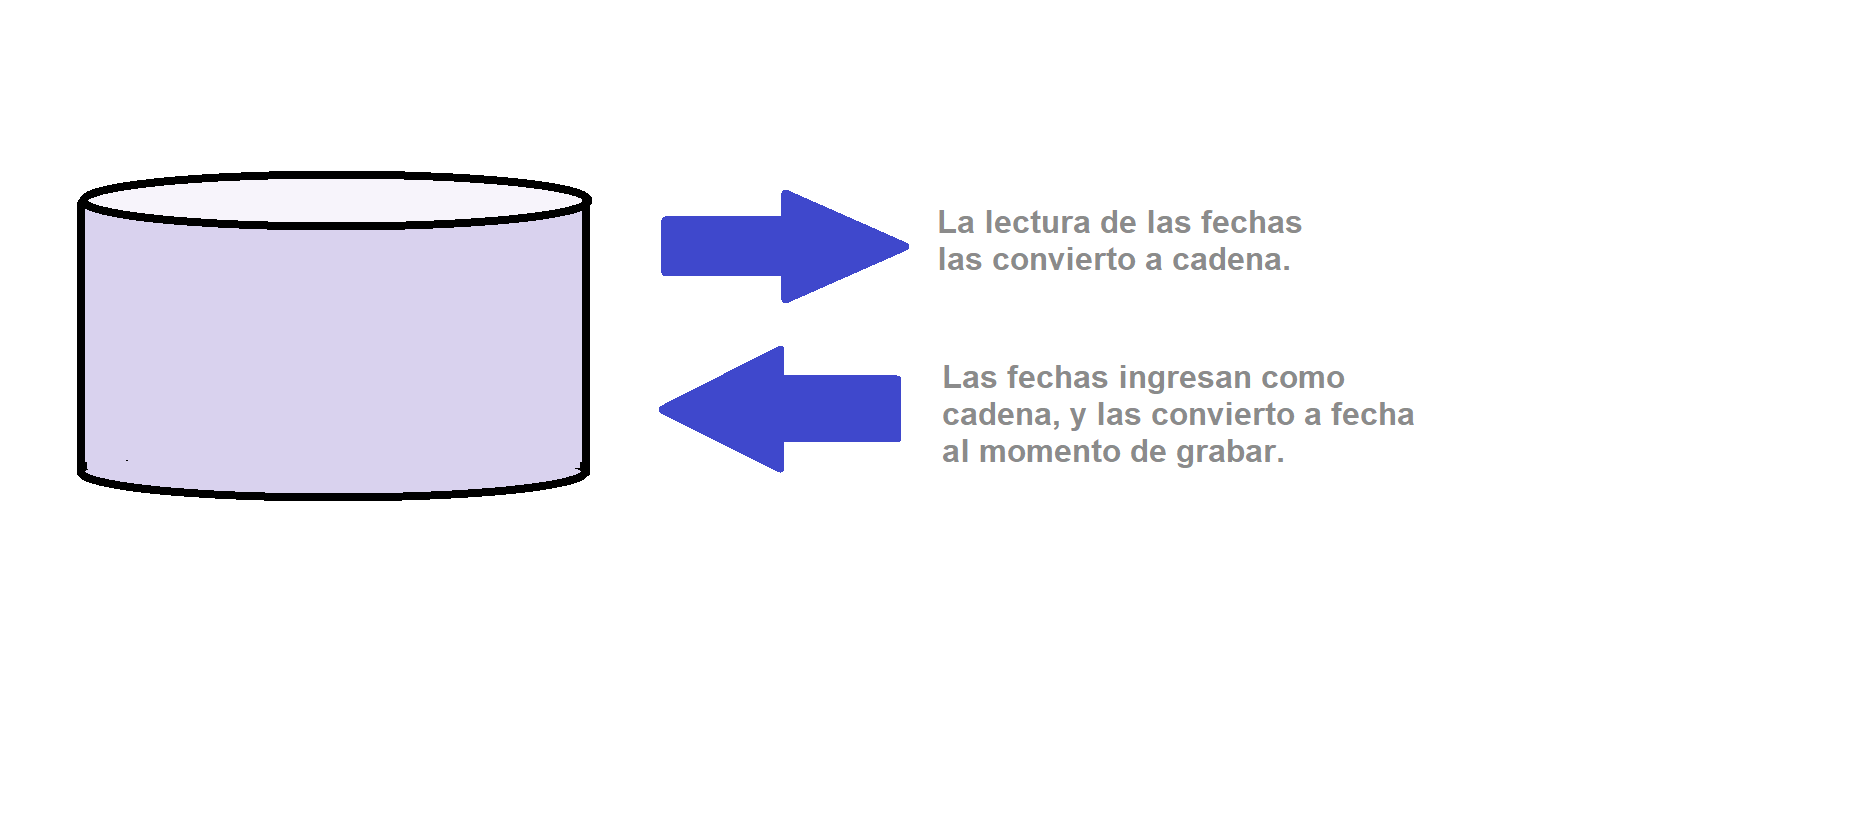 La lectura de las fechas
las convierto a cadena.
Las fechas ingresan como
cadena, y las convierto a fecha
al momento de grabar.